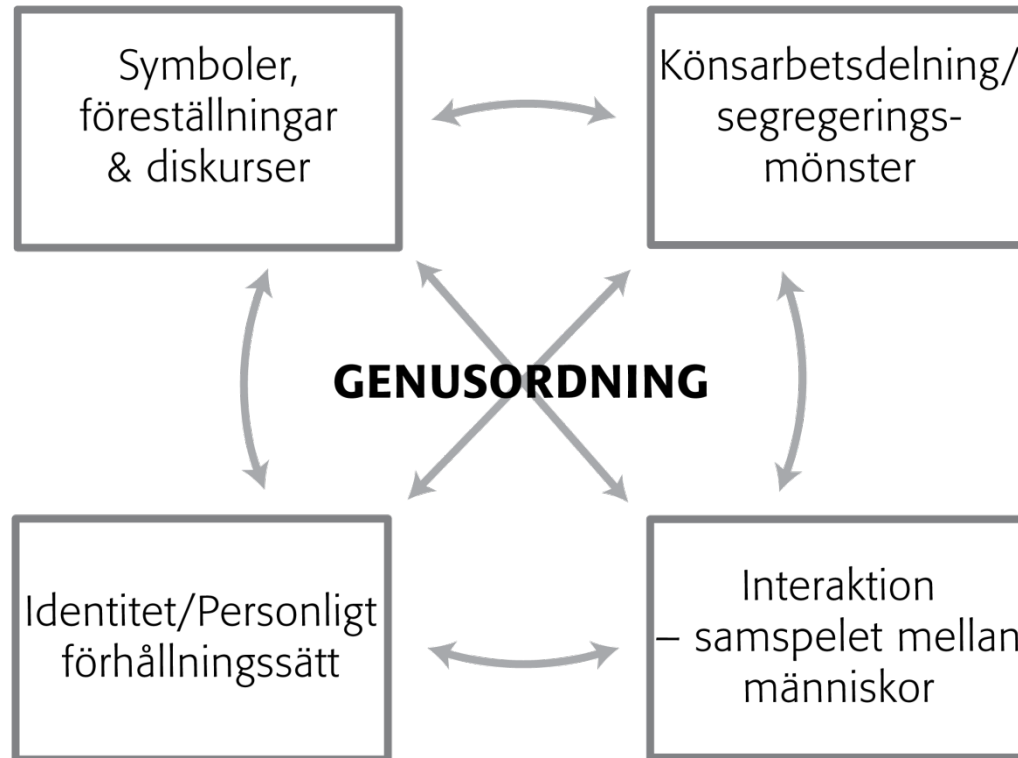 Symboler,
föreställningar
& diskurser
Könsarbetsdelning/
segregerings-
mönster
GENUSORDNING
Identitet/Personligt
förhållningssätt
Interaktion
– samspelet mellan
människor